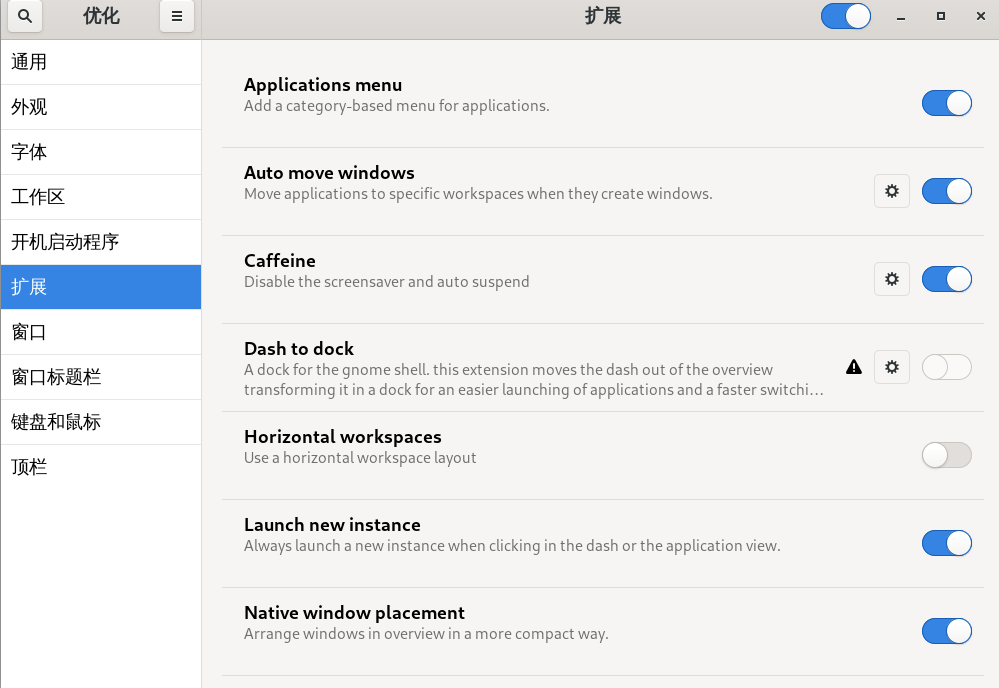 优化
扩展
通用
外观
字体
工作区
开机启动程序
扩展
窗口
窗口标题栏
键盘和鼠标
顶栏
Applications menu
Add a category-based menu for applications.
Auto move windows
Move applications to specific workspaces when they create windows.
Caffeine
Disable the screensaver and auto suspend
Dash to dock
A dock for the gnome shell. this extension moves the dash out of the overview
transforming it in a dock for an easier launching of applications and a faster switchi…
Horizontal workspaces
Use a horizontal workspace layout
Launch new instance
Always launch a new instance when clicking in the dash or the application view.
Native window placement
Arrange windows in overview in a more compact way.